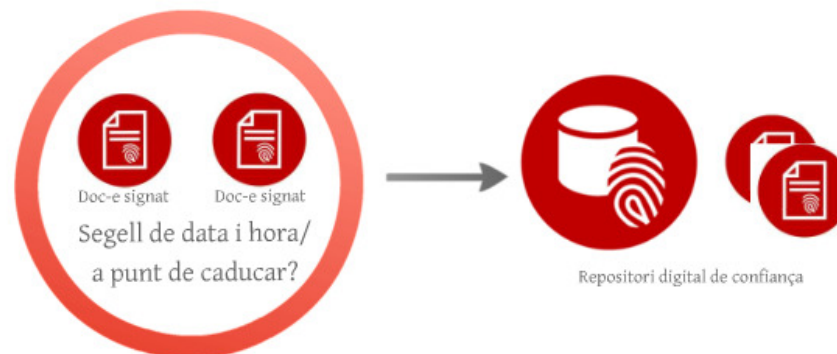 Doc-e signat
Doc-e signat
Segell de data i hora/
a punt de caducar?
Repositori digital de confiança